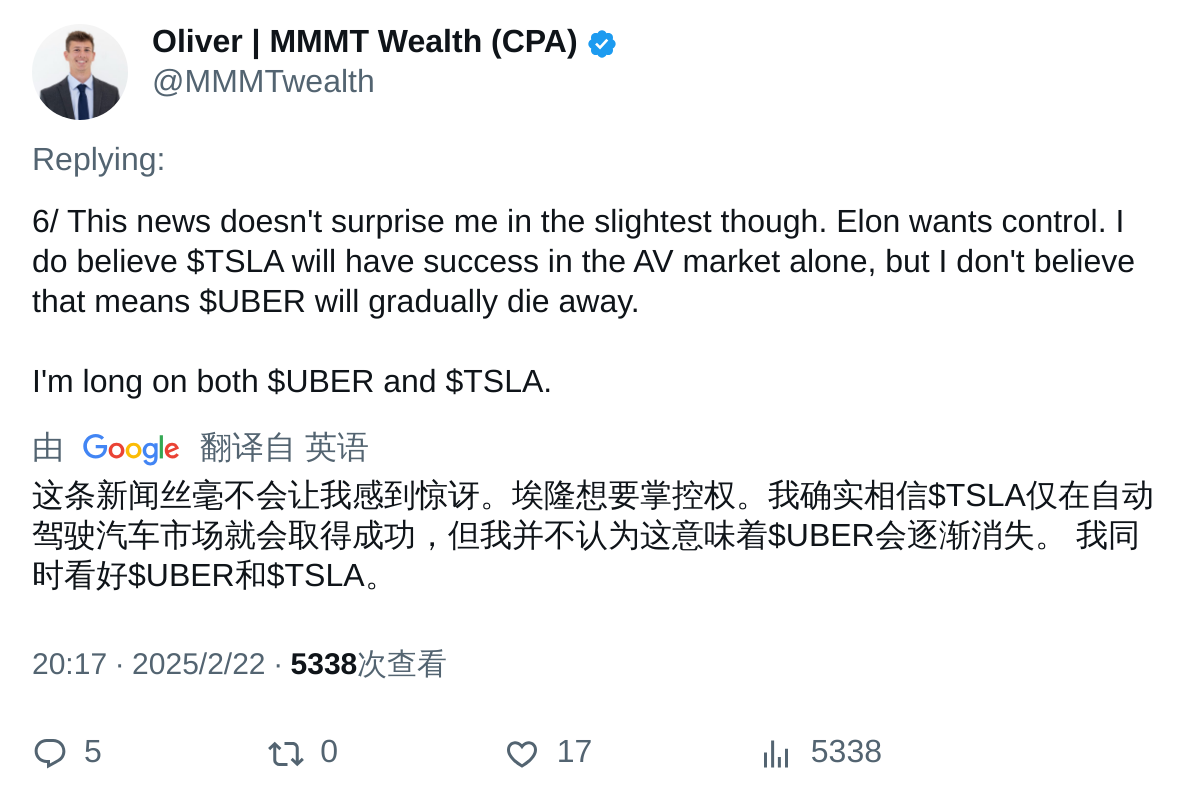 Oliver | MMMT Wealth (CPA)
@MMMTwealth
Replying:
6/ This news doesn't surprise me in the slightest though. Elon wants control. I
do believe $TSLA will have success in the AV market alone, but I don't believe
that means $UBER will gradually die away.
I'm long on both $UBER and $TSLA.
由 Google 翻译自 英语
这条新闻丝毫不会让我感到惊讶。埃隆想要掌控权。我确实相信$TSLA仅在自动
驾驶汽车市场就会取得成功，但我并不认为这意味着$UBER会逐渐消失。 我同
时看好$UBER和$TSLA。
20:17 · 2025/2/22 · 5338次查看
5 0 17 5338